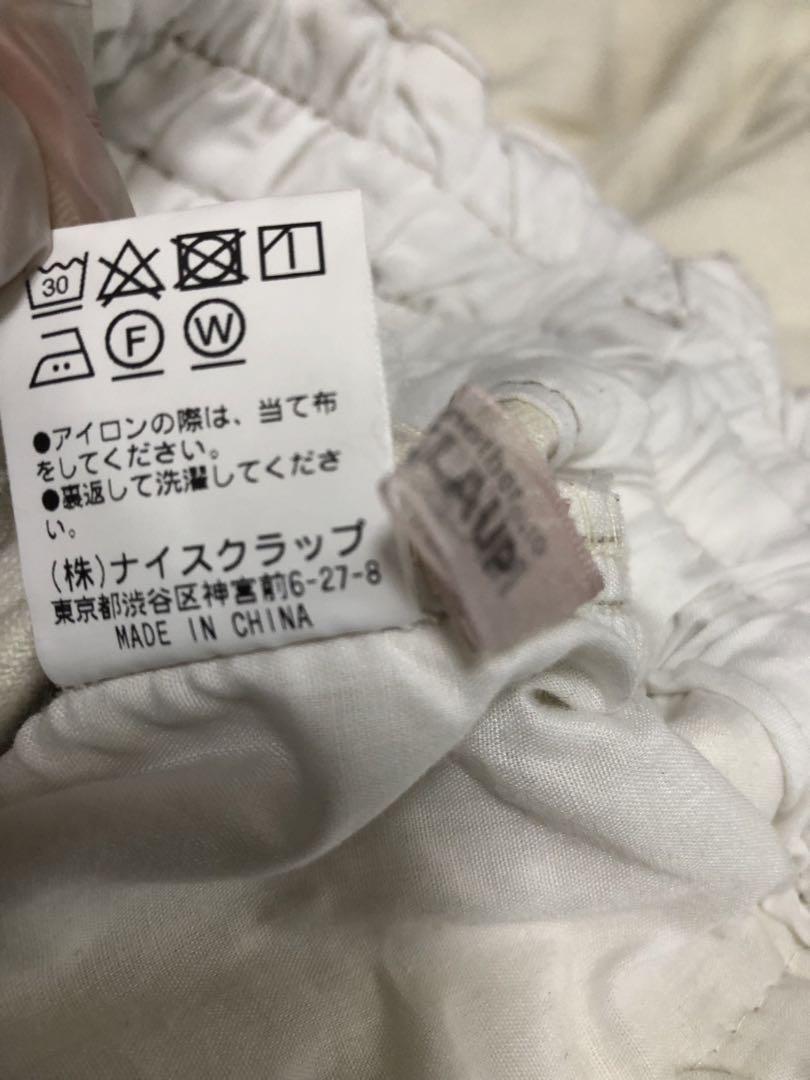 30
F W
●アイロンの際は、当て布
をしてください。
●裏返して洗濯してくださ
い。
(株)ナイスクラップ
東京都渋谷区神宮前6-27-8
MADE IN CHINA